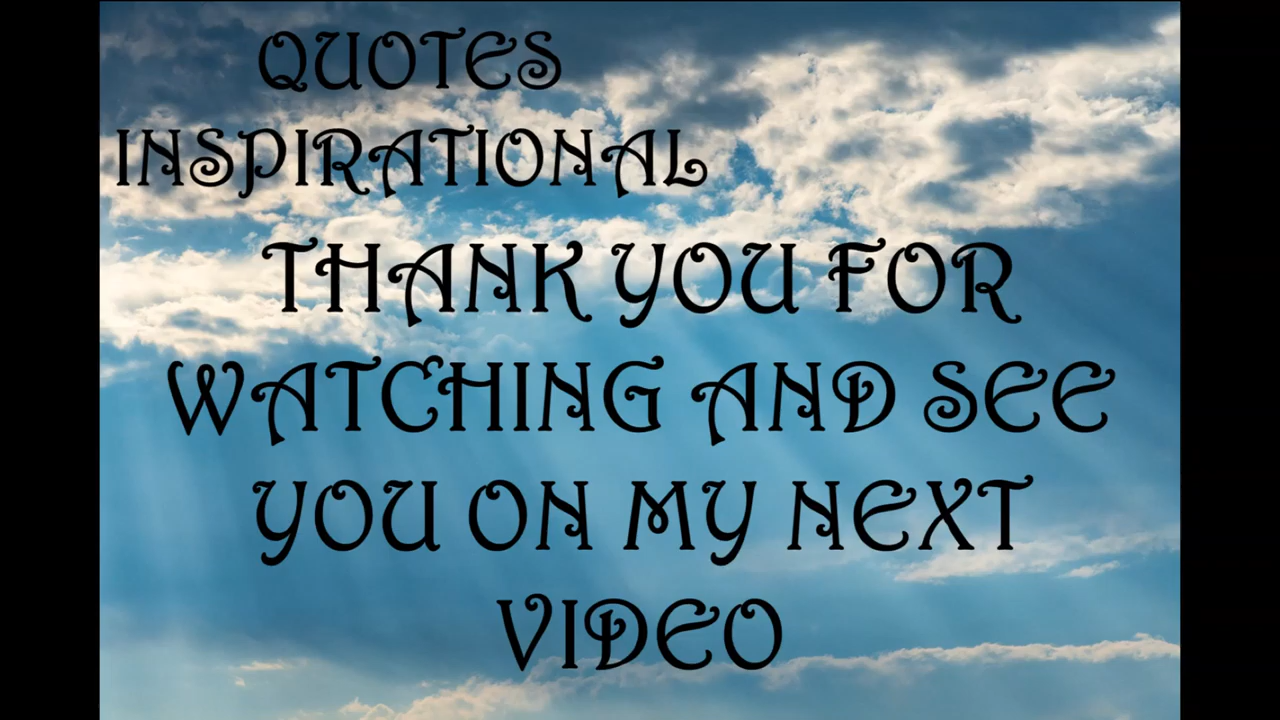 QUOTES
INSPIRATIONAL
THANK YOU FOR
WATCHING AND SEE
YOU ON MY NEXT
VIDEO